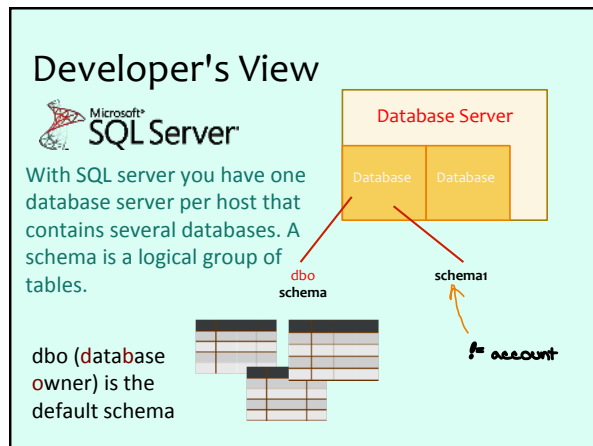 Developer's View
Microsoft®
SQL Server®
With SQL server you have one
database server per host that
contains several databases. A
schema is a logical group of
tables.
dbo (database
owner) is the
default schema
Database Server
Database Database
dbo
schema
schema1
!= account